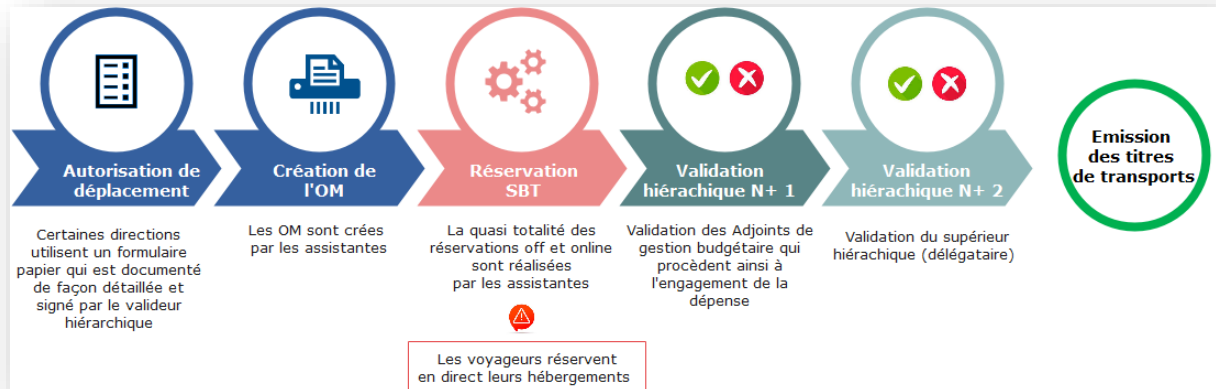 Autorisation de
déplacement
Certaines directions
utilisent un formulaire
papier qui est documenté
de façon détaillée et
signé par le valideur
hiérarchique
Création de
l'OM
Les OM sont crées
par les assistantes
Réservation
SBT
La quasi totalité des
réservations off et online
sont réalisées
par les assistantes
Les voyageurs réservent
en direct leurs hébergements
Validation
hiérachique N+ 1
Validation des Adjoints de
gestion budgétaire qui
procèdent ainsi à
l'engagement de la
dépense
Validation
hiérachique N+ 2
Validation du supérieur
hiérachique (délégataire)
Emission
des titres
de transports